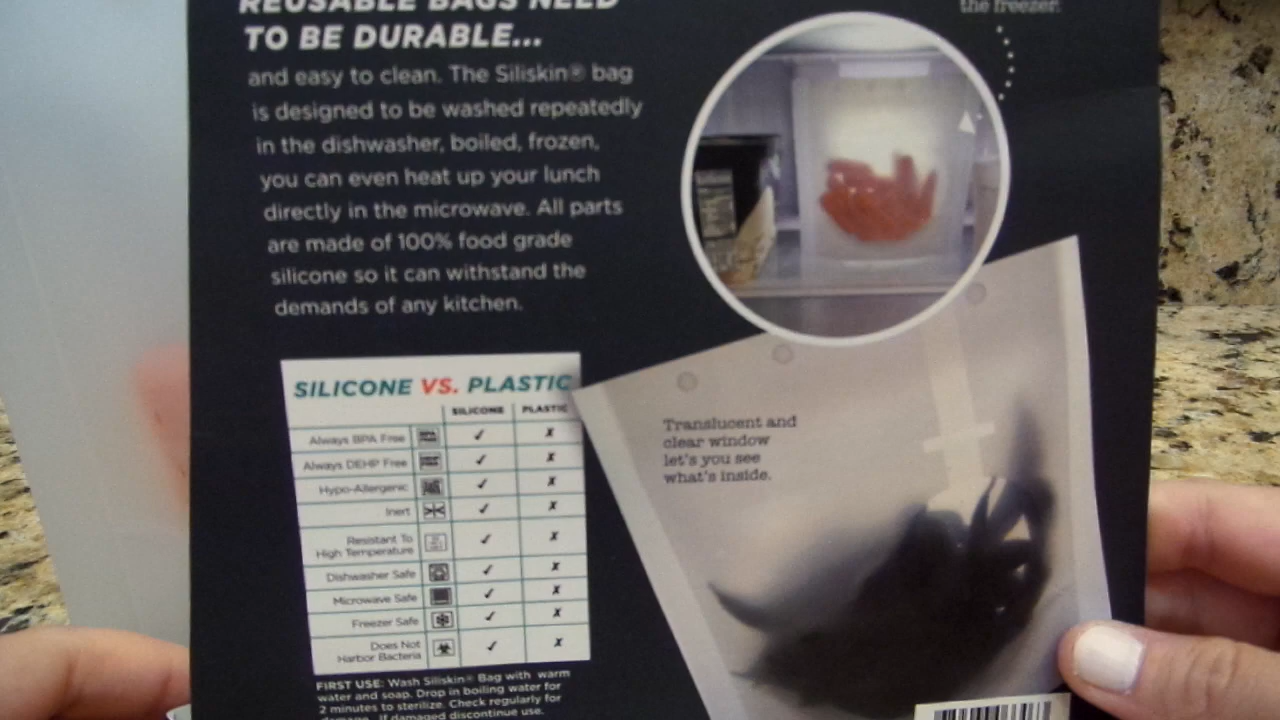 REUSABLE BAGS NEED
TO BE DURABLE...
and easy to clean. The Siliskin® bag
is designed to be washed repeatedly
in the dishwasher, boiled, frozen,
you can even heat up your lunch
directly in the microwave. All parts
are made of 100% food grade
silicone so it can withstand the
demands of any kitchen.
the freezer.
SILICONE VS. PLASTIC
SILICONE PLASTIC
Always BPA Free ✓ X
Always DEHP Free ✓ X
Hypo-Allergenic ✓ X
Inert ✓ X
Resistant To
High Temperature ✓ X
Dishwasher Safe ✓ X
Microwave Safe ✓ X
Freezer Safe ✓ X
Does Not
Harbor Bacteria ✓ X
FIRST USE: Wash Siliskin® Bag with warm
water and soap. Drop in boiling water for
2 minutes to sterilize. Check regularly for
damage. If damaged discontinue use.
Translucent and
clear window
let's you see
what's inside.